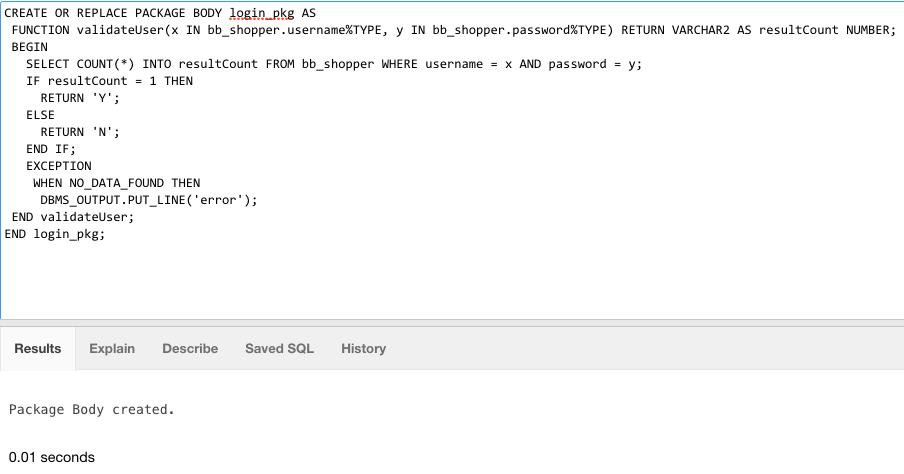 CREATE OR REPLACE PACKAGE BODY login_pkg AS
FUNCTION validateUser(x IN bb_shopper.username%TYPE, y IN bb_shopper.password%TYPE) RETURN VARCHAR2 AS resultCount NUMBER;
BEGIN
SELECT COUNT(*) INTO resultCount FROM bb_shopper WHERE username = x AND password = y;
IF resultCount = 1 THEN
RETURN 'Y';
ELSE
RETURN 'N';
END IF;
EXCEPTION
WHEN NO_DATA_FOUND THEN
DBMS_OUTPUT.PUT_LINE('error');
END validateUser;
END login_pkg;
Results Explain Describe Saved SQL History
Package Body created.
0.01 seconds